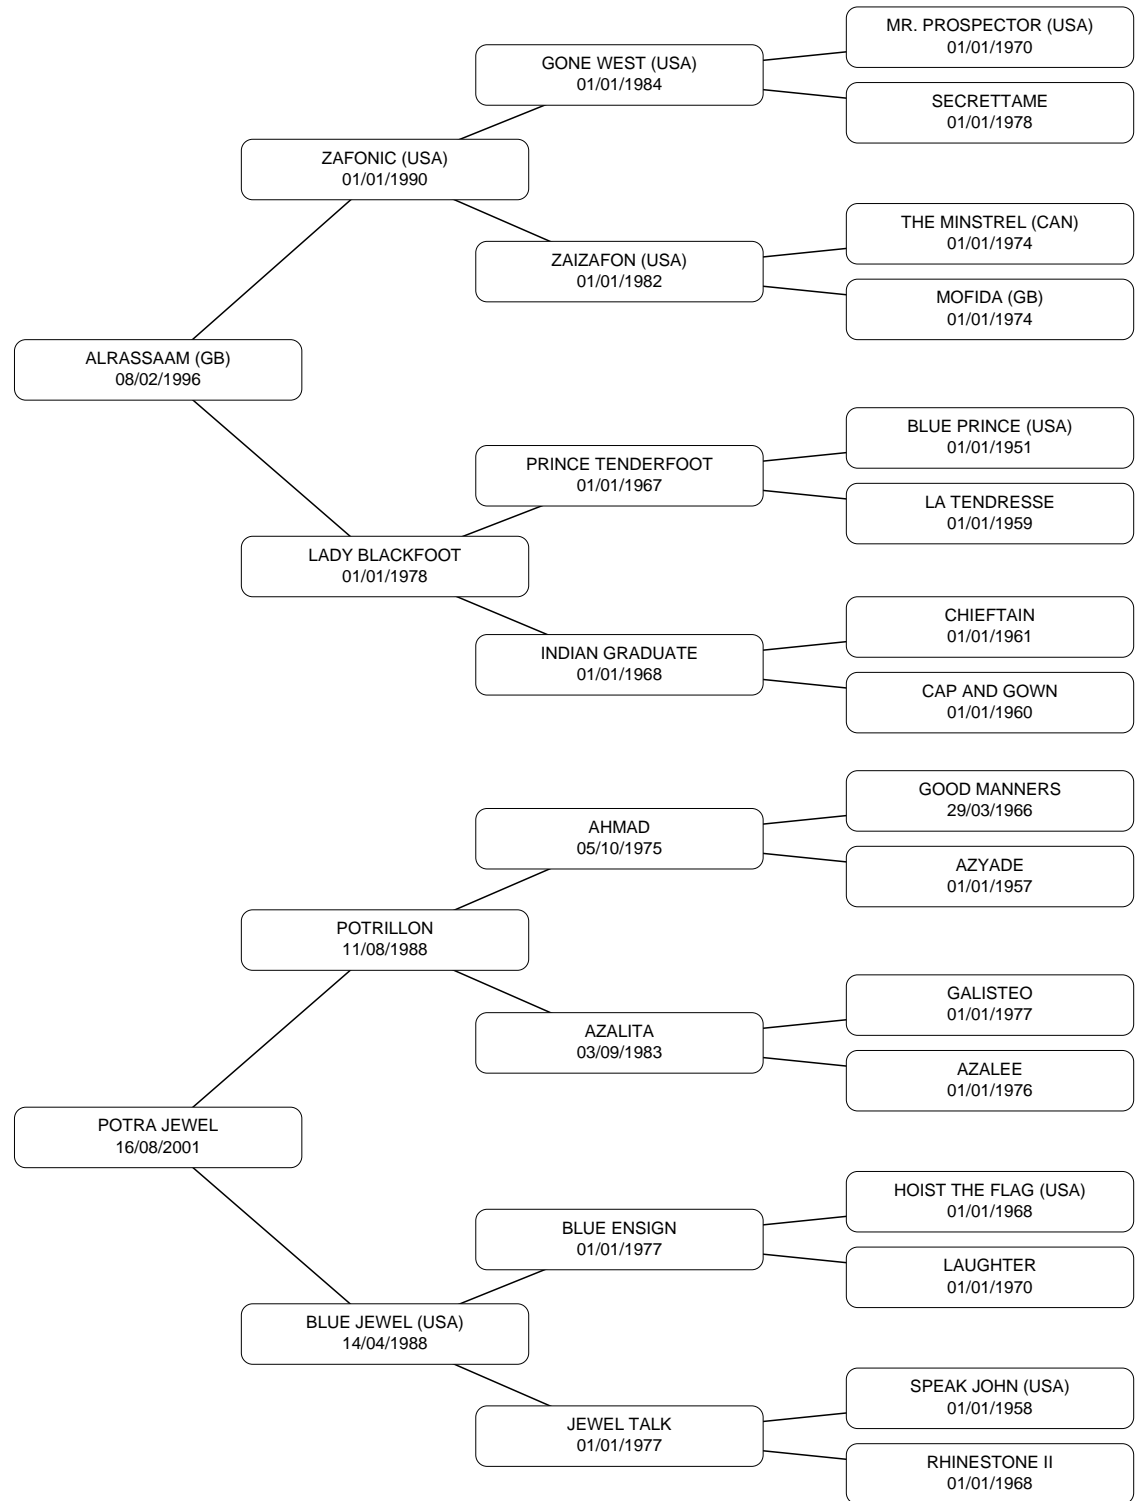 MR. PROSPECTOR (USA)
01/01/1970
GONE WEST (USA)
01/01/1984
SECRETTAME
01/01/1978
ZAFONIC (USA)
01/01/1990
THE MINSTREL (CAN)
01/01/1974
ZAIZAFON (USA)
01/01/1982
MOFIDA (GB)
01/01/1974
ALRASSAAM (GB)
08/02/1996
BLUE PRINCE (USA)
01/01/1951
PRINCE TENDERFOOT
01/01/1967
LA TENDRESSE
01/01/1959
LADY BLACKFOOT
01/01/1978
CHIEFTAIN
01/01/1961
INDIAN GRADUATE
01/01/1968
CAP AND GOWN
01/01/1960
GOOD MANNERS
29/03/1966
AHMAD
05/10/1975
AZYADE
01/01/1957
POTRILLON
11/08/1988
GALISTEO
01/01/1977
AZALITA
03/09/1983
AZALEE
01/01/1976
POTRA JEWEL
16/08/2001
HOIST THE FLAG (USA)
01/01/1968
BLUE ENSIGN
01/01/1977
LAUGHTER
01/01/1970
BLUE JEWEL (USA)
14/04/1988
SPEAK JOHN (USA)
01/01/1958
JEWEL TALK
01/01/1977
RHINESTONE II
01/01/1968